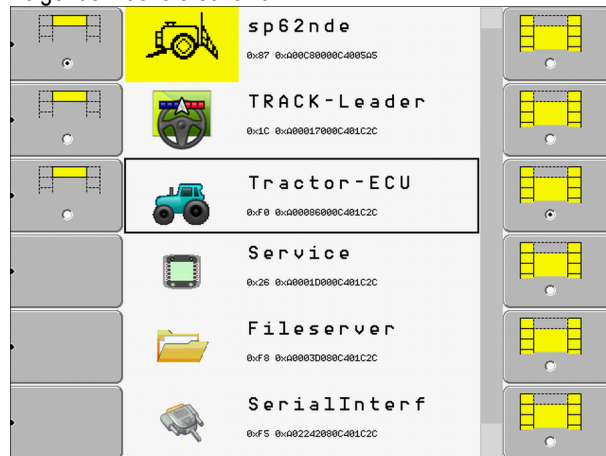 sp62nde
0x87 0xA00C80000C4005A5
TRACK-Leader
0x1C 0xA00017000C401C2C
Tractor-ECU
0xF0 0xA00086000C401C2C
Service
0x26 0xA0001D000C401C2C
Fileserver
0xF8 0xA0003D080C401C2C
SerialInterf
0xF5 0xA02242080C401C2C